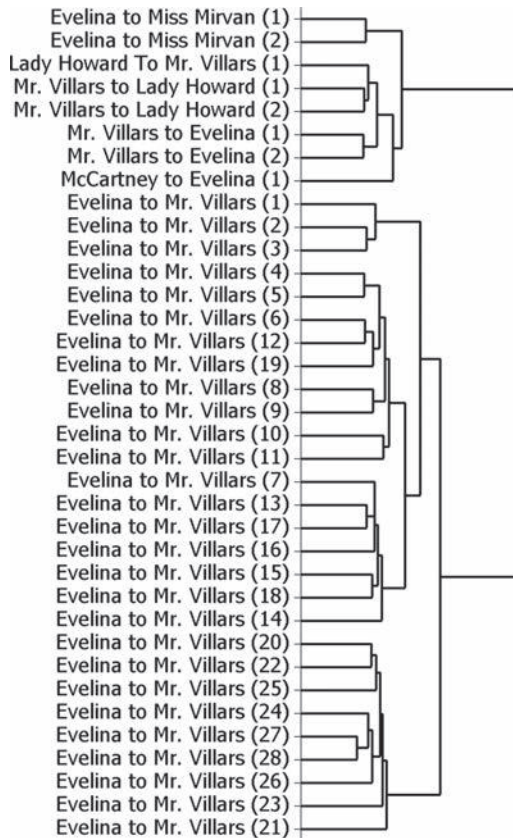 Evelina to Miss Mirvan (1)
Evelina to Miss Mirvan (2)
Lady Howard To Mr. Villars (1)
Mr. Villars to Lady Howard (1)
Mr. Villars to Lady Howard (2)
Mr. Villars to Evelina (1)
Mr. Villars to Evelina (2)
McCartney to Evelina (1)
Evelina to Mr. Villars (1)
Evelina to Mr. Villars (2)
Evelina to Mr. Villars (3)
Evelina to Mr. Villars (4)
Evelina to Mr. Villars (5)
Evelina to Mr. Villars (6)
Evelina to Mr. Villars (12)
Evelina to Mr. Villars (19)
Evelina to Mr. Villars (8)
Evelina to Mr. Villars (9)
Evelina to Mr. Villars (10)
Evelina to Mr. Villars (11)
Evelina to Mr. Villars (7)
Evelina to Mr. Villars (13)
Evelina to Mr. Villars (17)
Evelina to Mr. Villars (16)
Evelina to Mr. Villars (15)
Evelina to Mr. Villars (18)
Evelina to Mr. Villars (14)
Evelina to Mr. Villars (20)
Evelina to Mr. Villars (22)
Evelina to Mr. Villars (25)
Evelina to Mr. Villars (24)
Evelina to Mr. Villars (27)
Evelina to Mr. Villars (28)
Evelina to Mr. Villars (26)
Evelina to Mr. Villars (23)
Evelina to Mr. Villars (21)